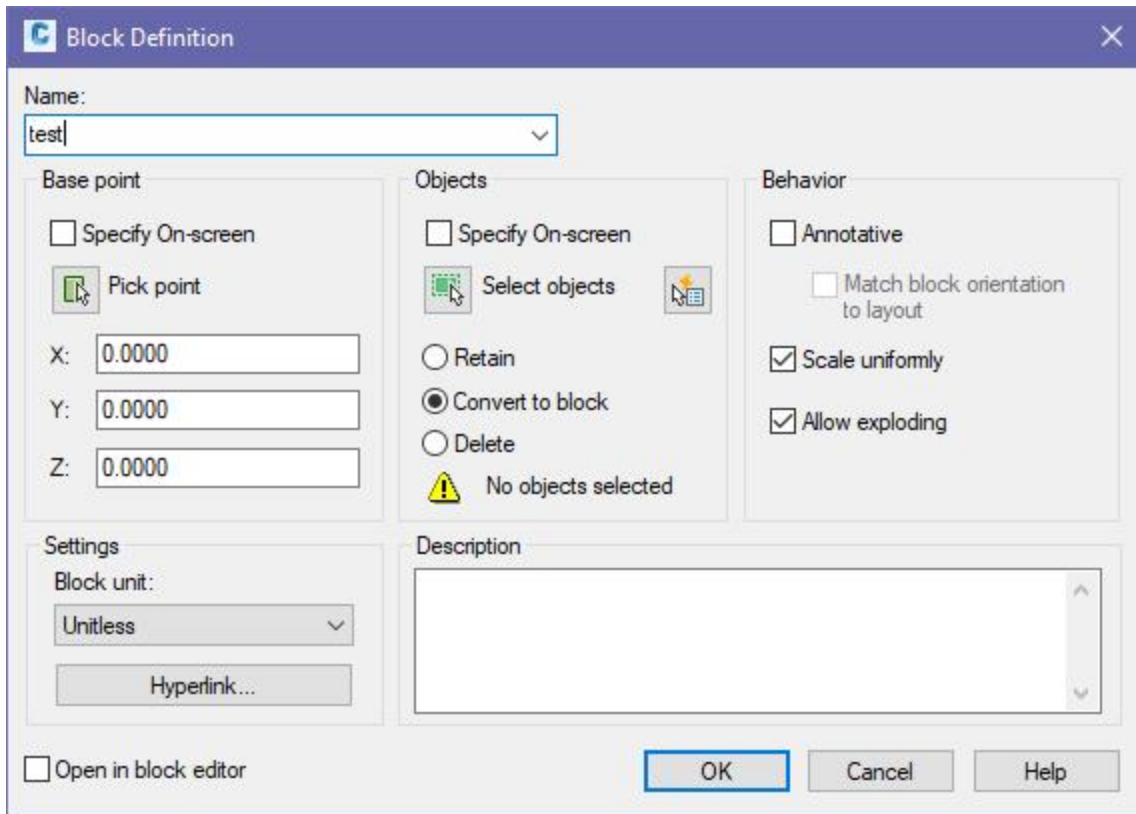 C Block Definition
Name:
test
Base point
Specify On-screen
Pick point
X: 0.0000
Y: 0.0000
Z: 0.0000
Objects
Specify On-screen
Select objects
Retain
Convert to block
Delete
No objects selected
Behavior
Annotative
Match block orientation
to layout
Scale uniformly
Allow exploding
Settings
Block unit:
Unitless
Hyperlink...
Description
Open in block editor
OK
Cancel
Help